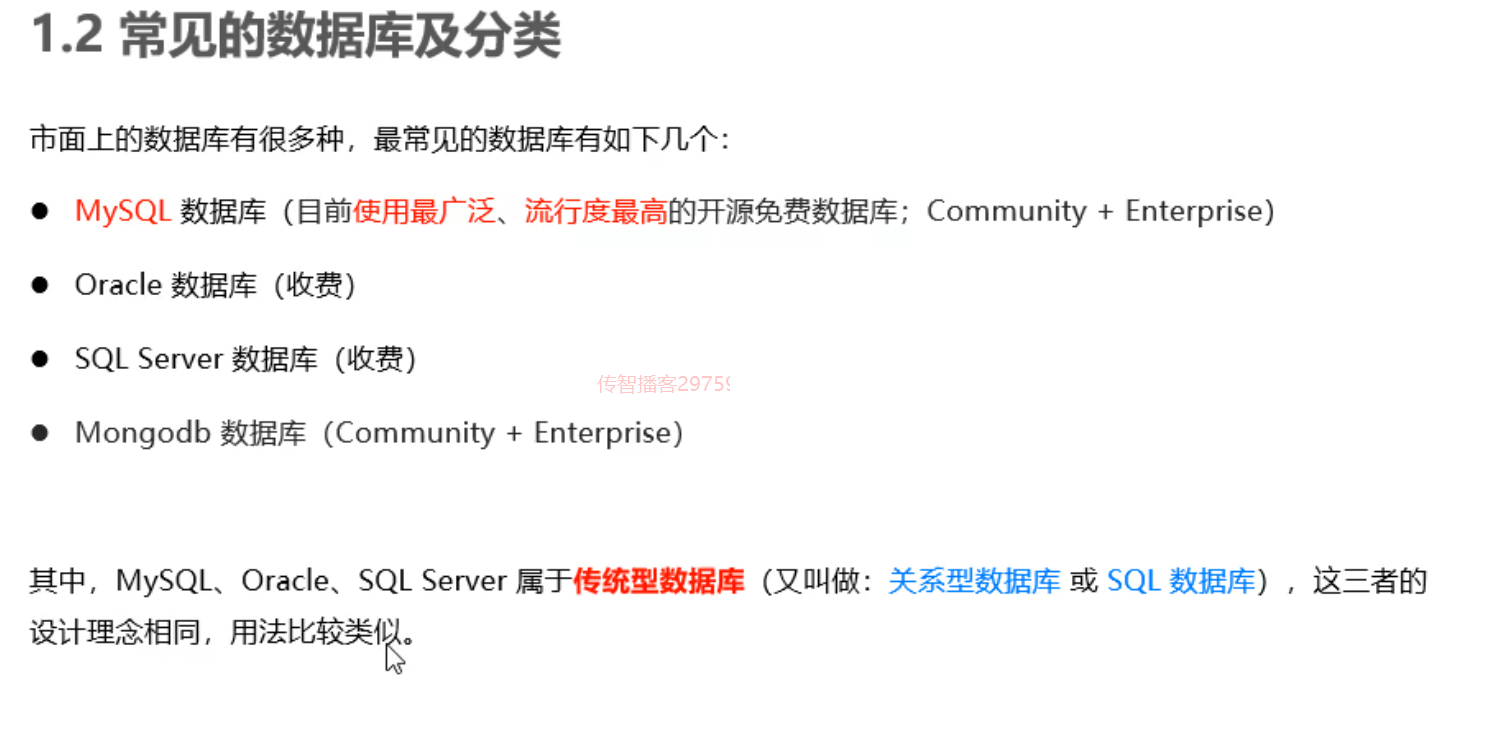 1.2 常见的数据库及分类
市面上的数据库有很多种，最常见的数据库有如下几个：
● MySQL 数据库（目前使用最广泛、流行度最高的开源免费数据库；Community + Enterprise）
● Oracle 数据库（收费）
● SQL Server 数据库（收费）
传智播客29759
● Mongodb 数据库（Community + Enterprise）
其中，MySQL、Oracle、SQL Server 属于传统型数据库（又叫做：关系型数据库 或 SQL 数据库），这三者的
设计理念相同，用法比较类似。